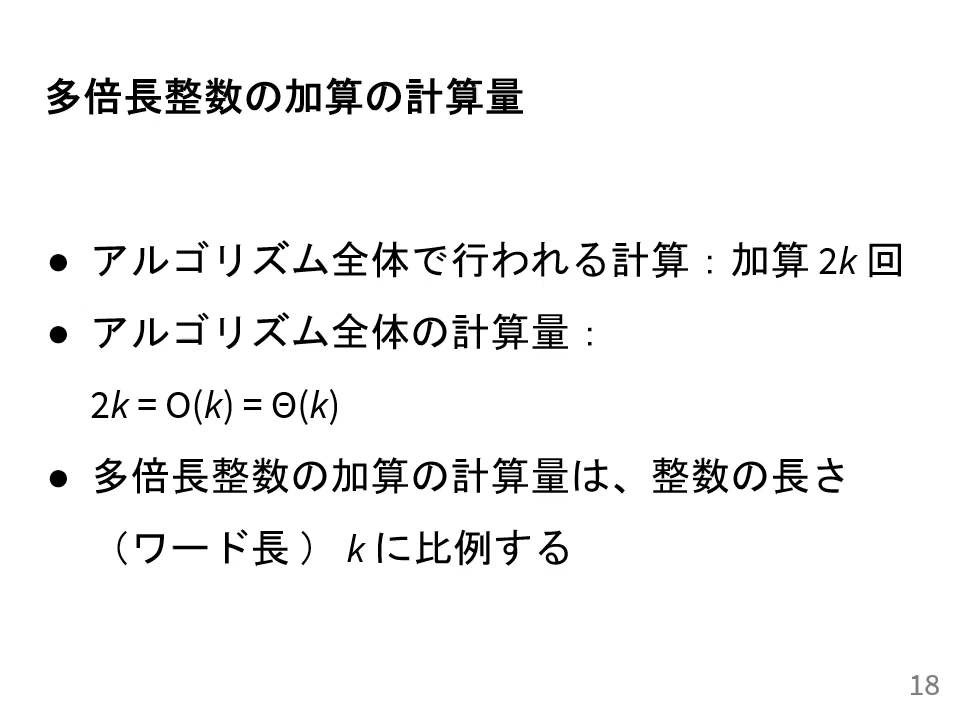 多倍長整数の加算の計算量
● アルゴリズム全体で行われる計算：加算 2k 回
● アルゴリズム全体の計算量：
2k = O(k) = Θ(k)
● 多倍長整数の加算の計算量は、整数の長さ
（ワード長 ） k に比例する
18